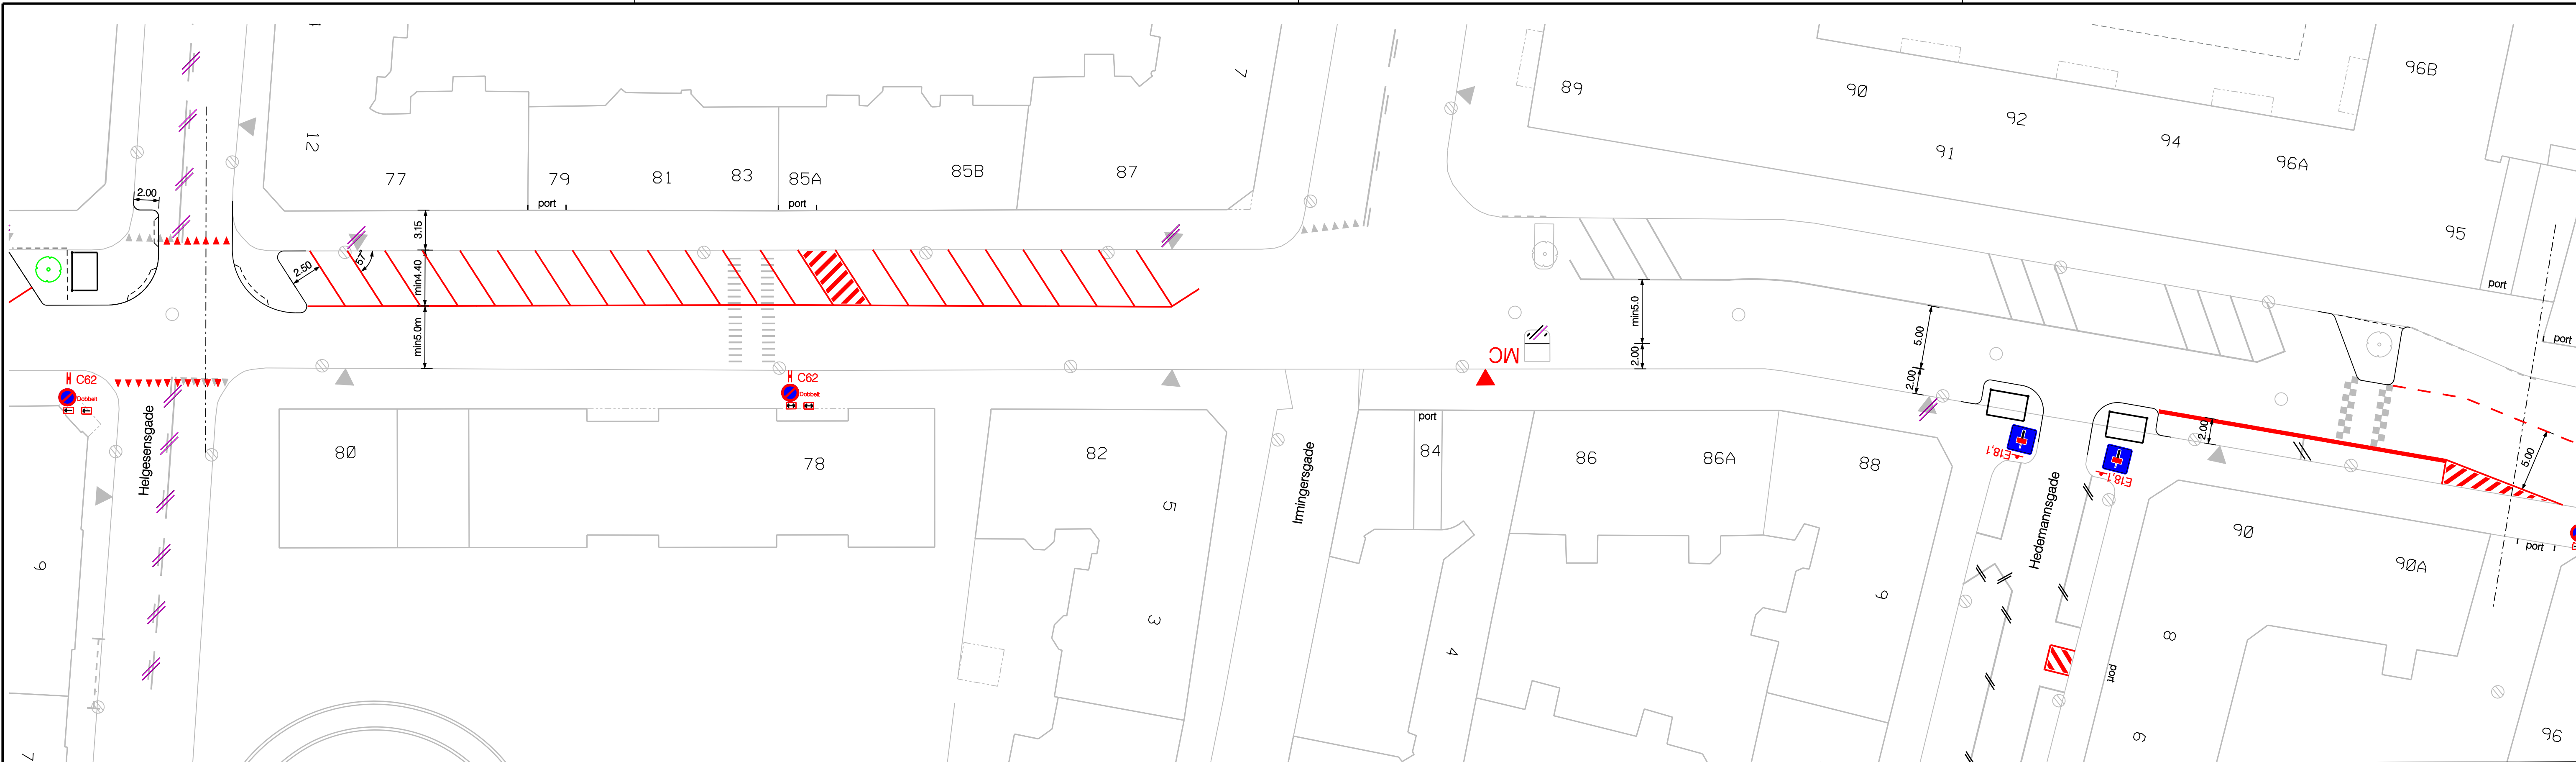 96B
89
90
92
7
94
91
12
96A
77
79
81
83
85A
85B
87
2.00
port
port
3.15
95
2.50
57
min4.40
port
min5.0
5.00
min5.0m
port
MC
2.00
C62
Dobbelt
C62
Dobbelt
2.00
port
2.00
5.00
Helgesensgade
80
78
82
Irmingersgade
84
86
86A
88
E18,1
E18,1
5
Hedemannsgade
90
port
90A
9
3
9
4
8
port
7
6
96